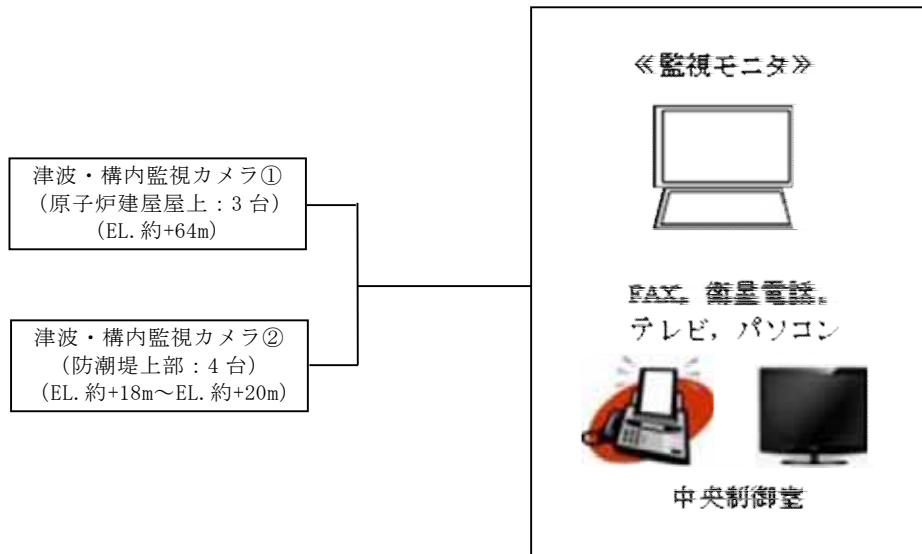 津波・構内監視カメラ①
(原子炉建屋屋上:3台)
(EL.約+64m)
津波・構内監視カメラ②
(防潮堤上部:4台)
(EL.約+18m～EL.約+20m)
≪監視モニタ≫
FAX,衛星電話,
テレビ,パソコン
中央制御室